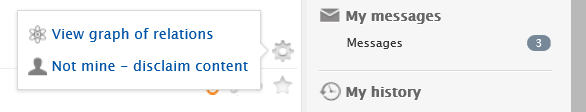 View graph of relations
Not mine – disclaim content
My messages
Messages 3
My history